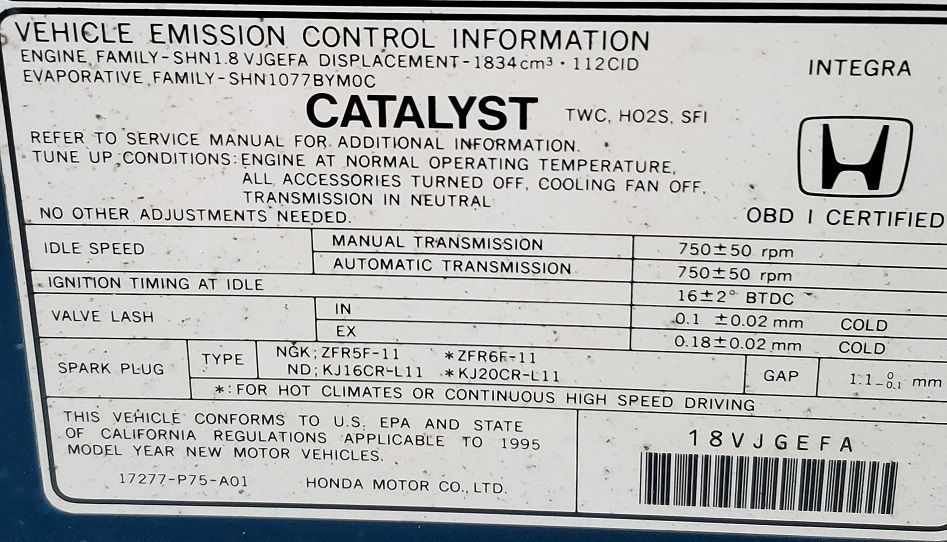 VEHICLE EMISSION CONTROL INFORMATION
ENGINE FAMILY-SHN1.8 VJGEFA DISPLACEMENT-1834cm³・112CID
EVAPORATIVE FAMILY-SHN1077BYM0C
INTEGRA
CATALYST TWC, HO2S, SFI
REFER TO SERVICE MANUAL FOR ADDITIONAL INFORMATION.
TUNE UP CONDITIONS: ENGINE AT NORMAL OPERATING TEMPERATURE,
ALL ACCESSORIES TURNED OFF, COOLING FAN OFF,
TRANSMISSION IN NEUTRAL
NO OTHER ADJUSTMENTS NEEDED.
OBD I CERTIFIED
IDLE SPEED MANUAL TRANSMISSION 750±50 rpm
AUTOMATIC TRANSMISSION 750±50 rpm
IGNITION TIMING AT IDLE 16±2° BTDC
VALVE LASH IN 0.1 ±0.02 mm COLD
EX 0.18±0.02 mm COLD
SPARK PLUG TYPE NGK; ZFR5F-11 *ZFR6F-11
ND; KJ16CR-L11 *KJ20CR-L11
GAP 1.1 -0/0.1 mm
*: FOR HOT CLIMATES OR CONTINUOUS HIGH SPEED DRIVING
THIS VEHICLE CONFORMS TO U.S. EPA AND STATE
OF CALIFORNIA REGULATIONS APPLICABLE TO 1995
MODEL YEAR NEW MOTOR VEHICLES.
17277-P75-A01 HONDA MOTOR CO., LTD.
18VJGEFA